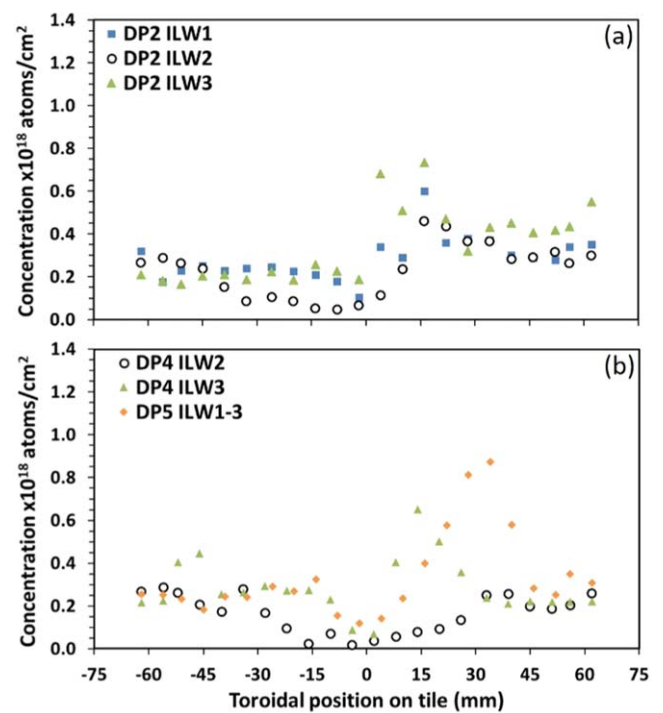 1.4
1.2
1.0
0.8
0.6
0.4
0.2
0.0
Concentration x10¹⁸ atoms/cm²
DP2 ILW1
DP2 ILW2
DP2 ILW3
(a)
1.4
1.2
1.0
0.8
0.6
0.4
0.2
0.0
Concentration x10¹⁸ atoms/cm²
DP4 ILW2
DP4 ILW3
DP5 ILW1-3
(b)
-75 -60 -45 -30 -15 0 15 30 45 60 75
Toroidal position on tile (mm)